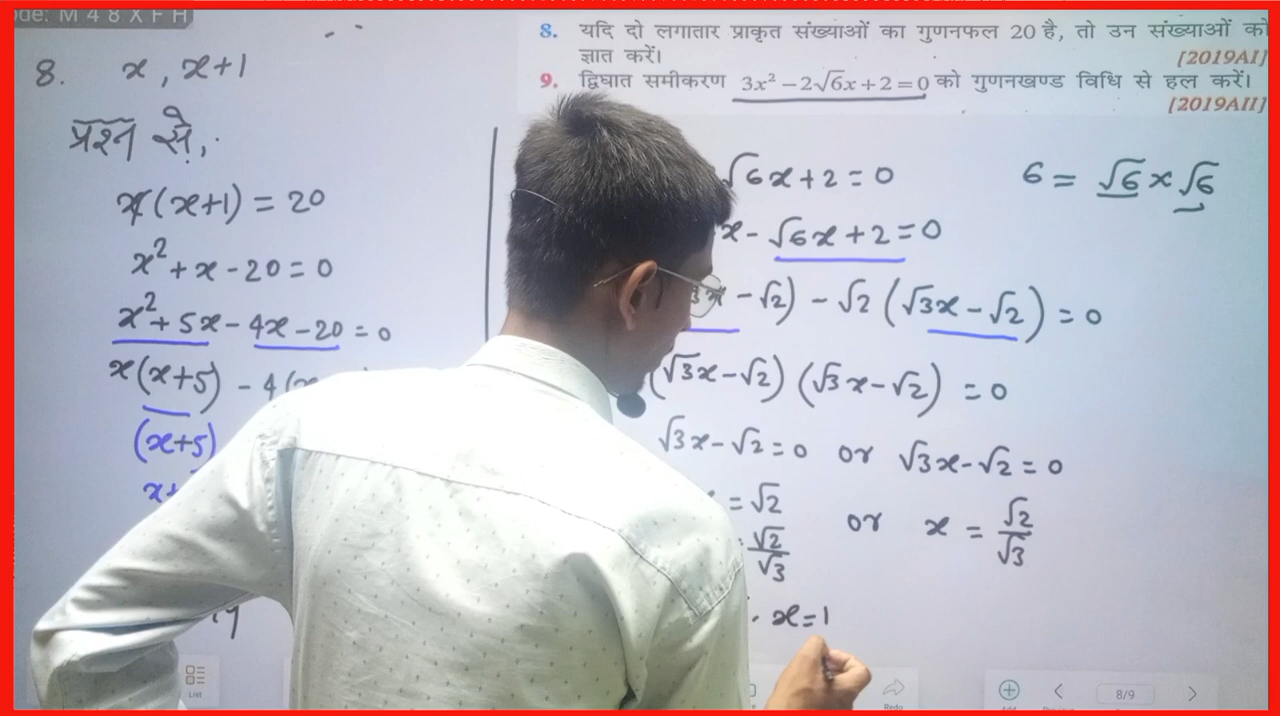 ode: M 4 8 X F H
8. यदि दो लगातार प्राकृत संख्याओं का गुणनफल 20 है, तो उन संख्याओं को
ज्ञात करें। [2019AI]
9. द्विघात समीकरण 3x² − 2√6x + 2 = 0 को गुणनखण्ड विधि से हल करें।
[2019AII]
8. x, x+1
प्रश्न से,
x(x+1) = 20
x² + x - 20 = 0
x² + 5x - 4x - 20 = 0
x(x+5) - 4(
(x+5)
x+
√6x + 2 = 0
6 = √6 × √6
x - √6x + 2 = 0
- √2) - √2 (√3x - √2) = 0
(√3x - √2) (√3x - √2) = 0
√3x - √2 = 0 or √3x - √2 = 0
= √2
√2/√3 or x = √2/√3
x = 1
List
Redo
Add
8/9